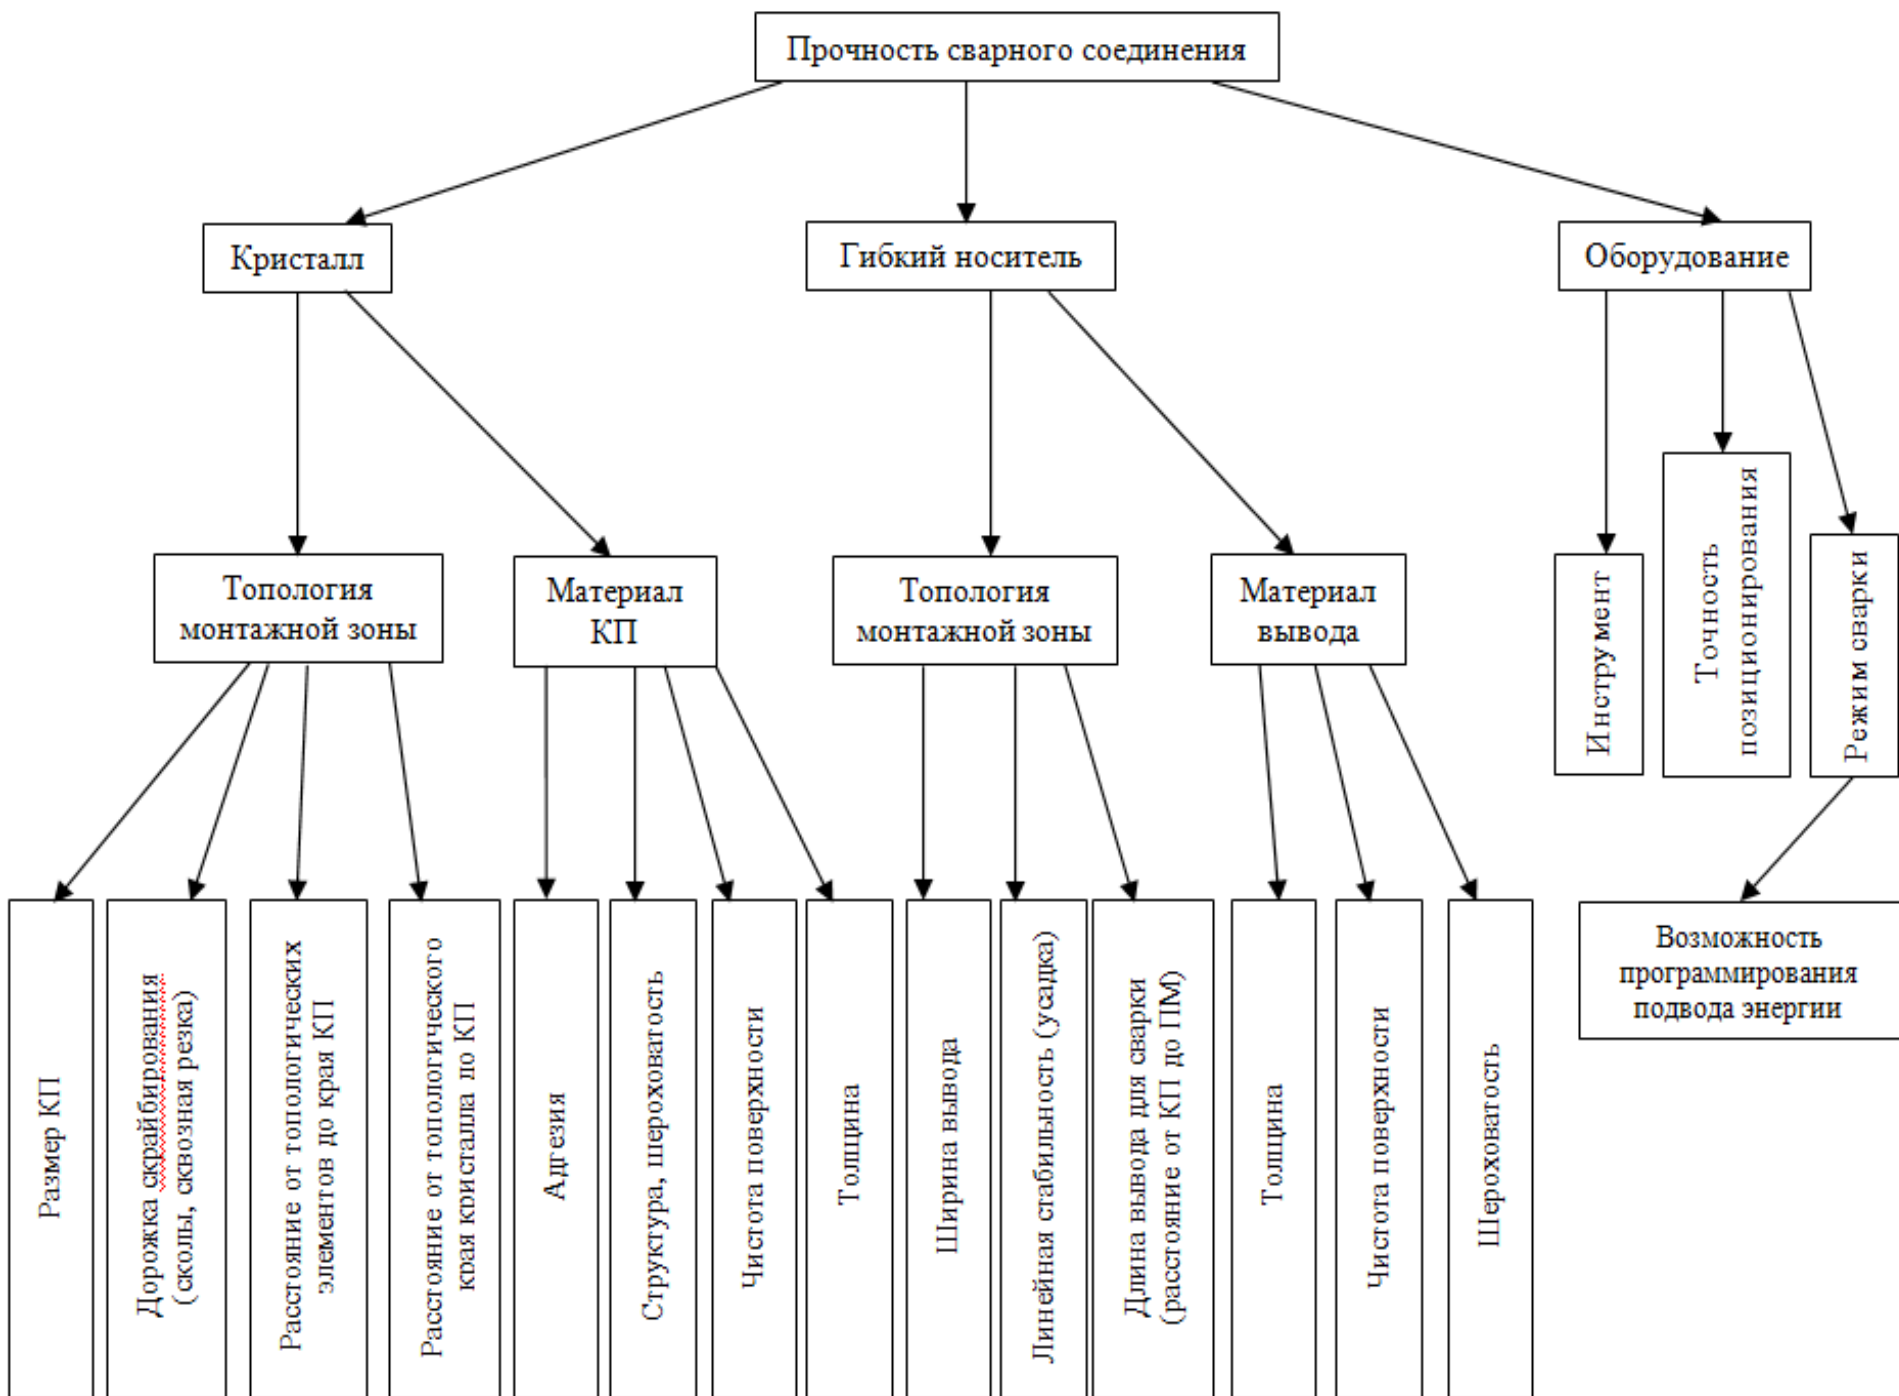 Прочность сварного соединения
Кристалл
Гибкий носитель
Оборудование
Топология
монтажной зоны
Материал
КП
Топология
монтажной зоны
Материал
вывода
Инструмент
Точность
позиционирования
Режим сварки
Размер КП
Дорожка скрайбирования
(сколы, сквозная резка)
Расстояние от топологических
элементов до края КП
Расстояние от топологического
края кристалла по КП
Адгезия
Структура, шероховатость
Чистота поверхности
Толщина
Ширина вывода
Линейная стабильность (усадка)
Длина вывода для сварки
(расстояние от КП до ПМ)
Толщина
Чистота поверхности
Шероховатость
Возможность
программирования
подвода энергии